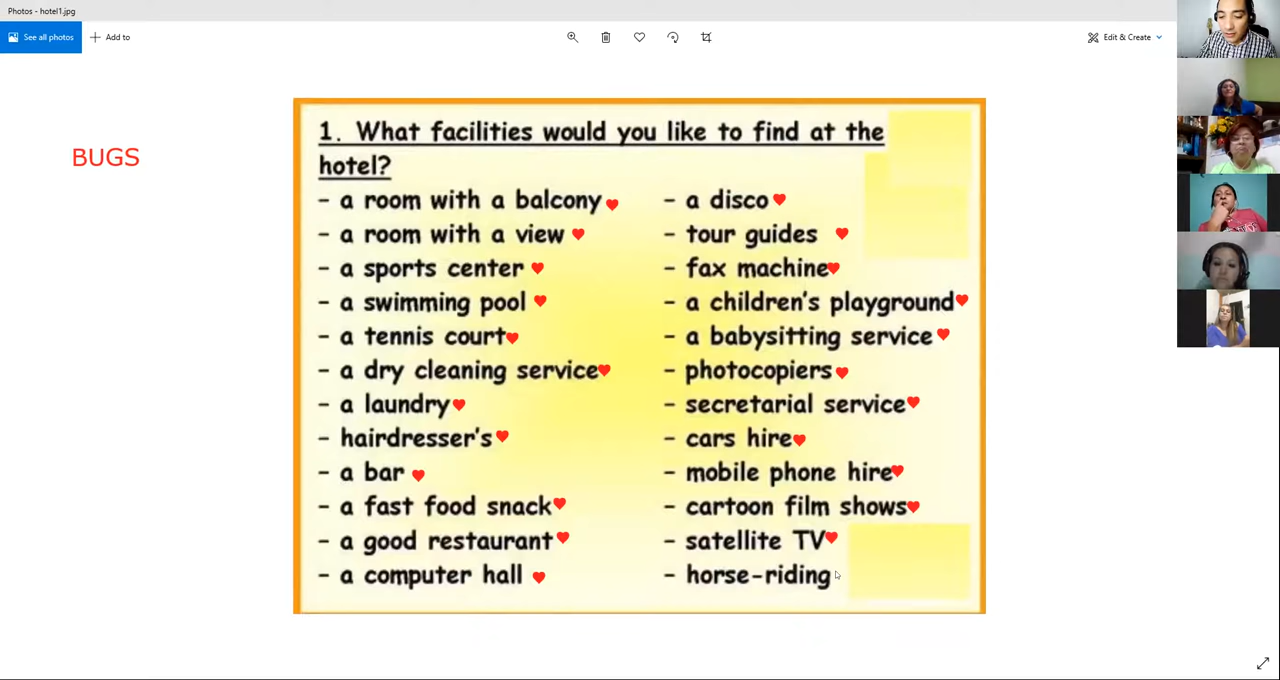 Photos - hotel1.jpg
See all photos
Add to
Edit & Create
BUGS
1. What facilities would you like to find at the
hotel?
- a room with a balcony
- a room with a view
- a sports center
- a swimming pool
- a tennis court
- a dry cleaning service
- a laundry
- hairdresser's
- a bar
- a fast food snack
- a good restaurant
- a computer hall
- a disco
- tour guides
- fax machine
- a children's playground
- a babysitting service
- photocopiers
- secretarial service
- cars hire
- mobile phone hire
- cartoon film shows
- satellite TV
- horse-riding